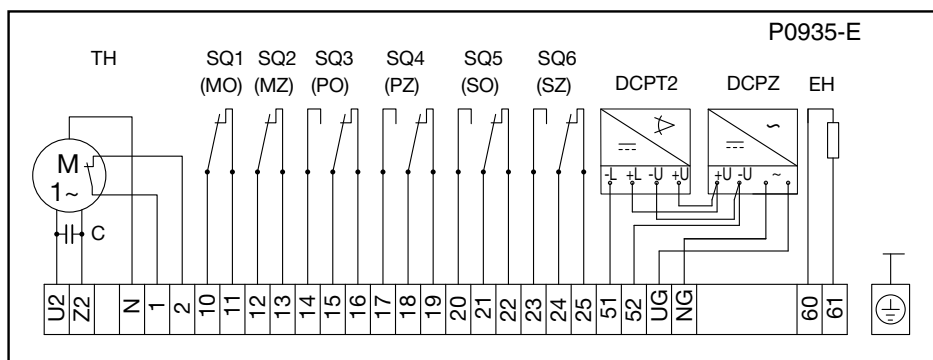 P0935-E
TH SQ1 SQ2 SQ3 SQ4 SQ5 SQ6
(MO) (MZ) (PO) (PZ) (SO) (SZ) DCPT2 DCPZ EH
~
M
1~
-L +L -U +U +U -U ~
C
U2 Z2 N 1 2 10 11 12 13 14 15 16 17 18 19 20 21 22 23 24 25 51 52 UG NG 60 61